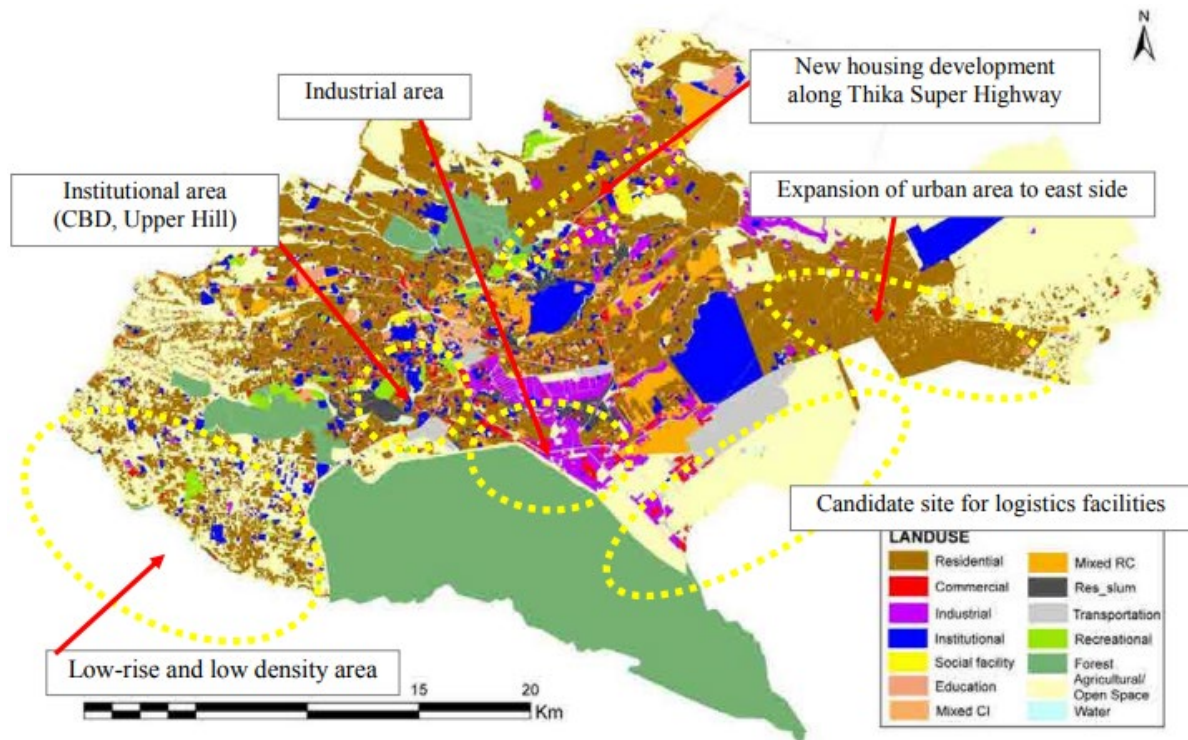 N
New housing development
along Thika Super Highway
Industrial area
Institutional area
(CBD, Upper Hill)
Expansion of urban area to east side
Candidate site for logistics facilities
Low-rise and low density area
15
20
Km
LANDUSE
Residential
Commercial
Industrial
Institutional
Social facility
Education
Mixed CI
Mixed RC
Res_slum
Transportation
Recreational
Forest
Agricultural/
Open Space
Water